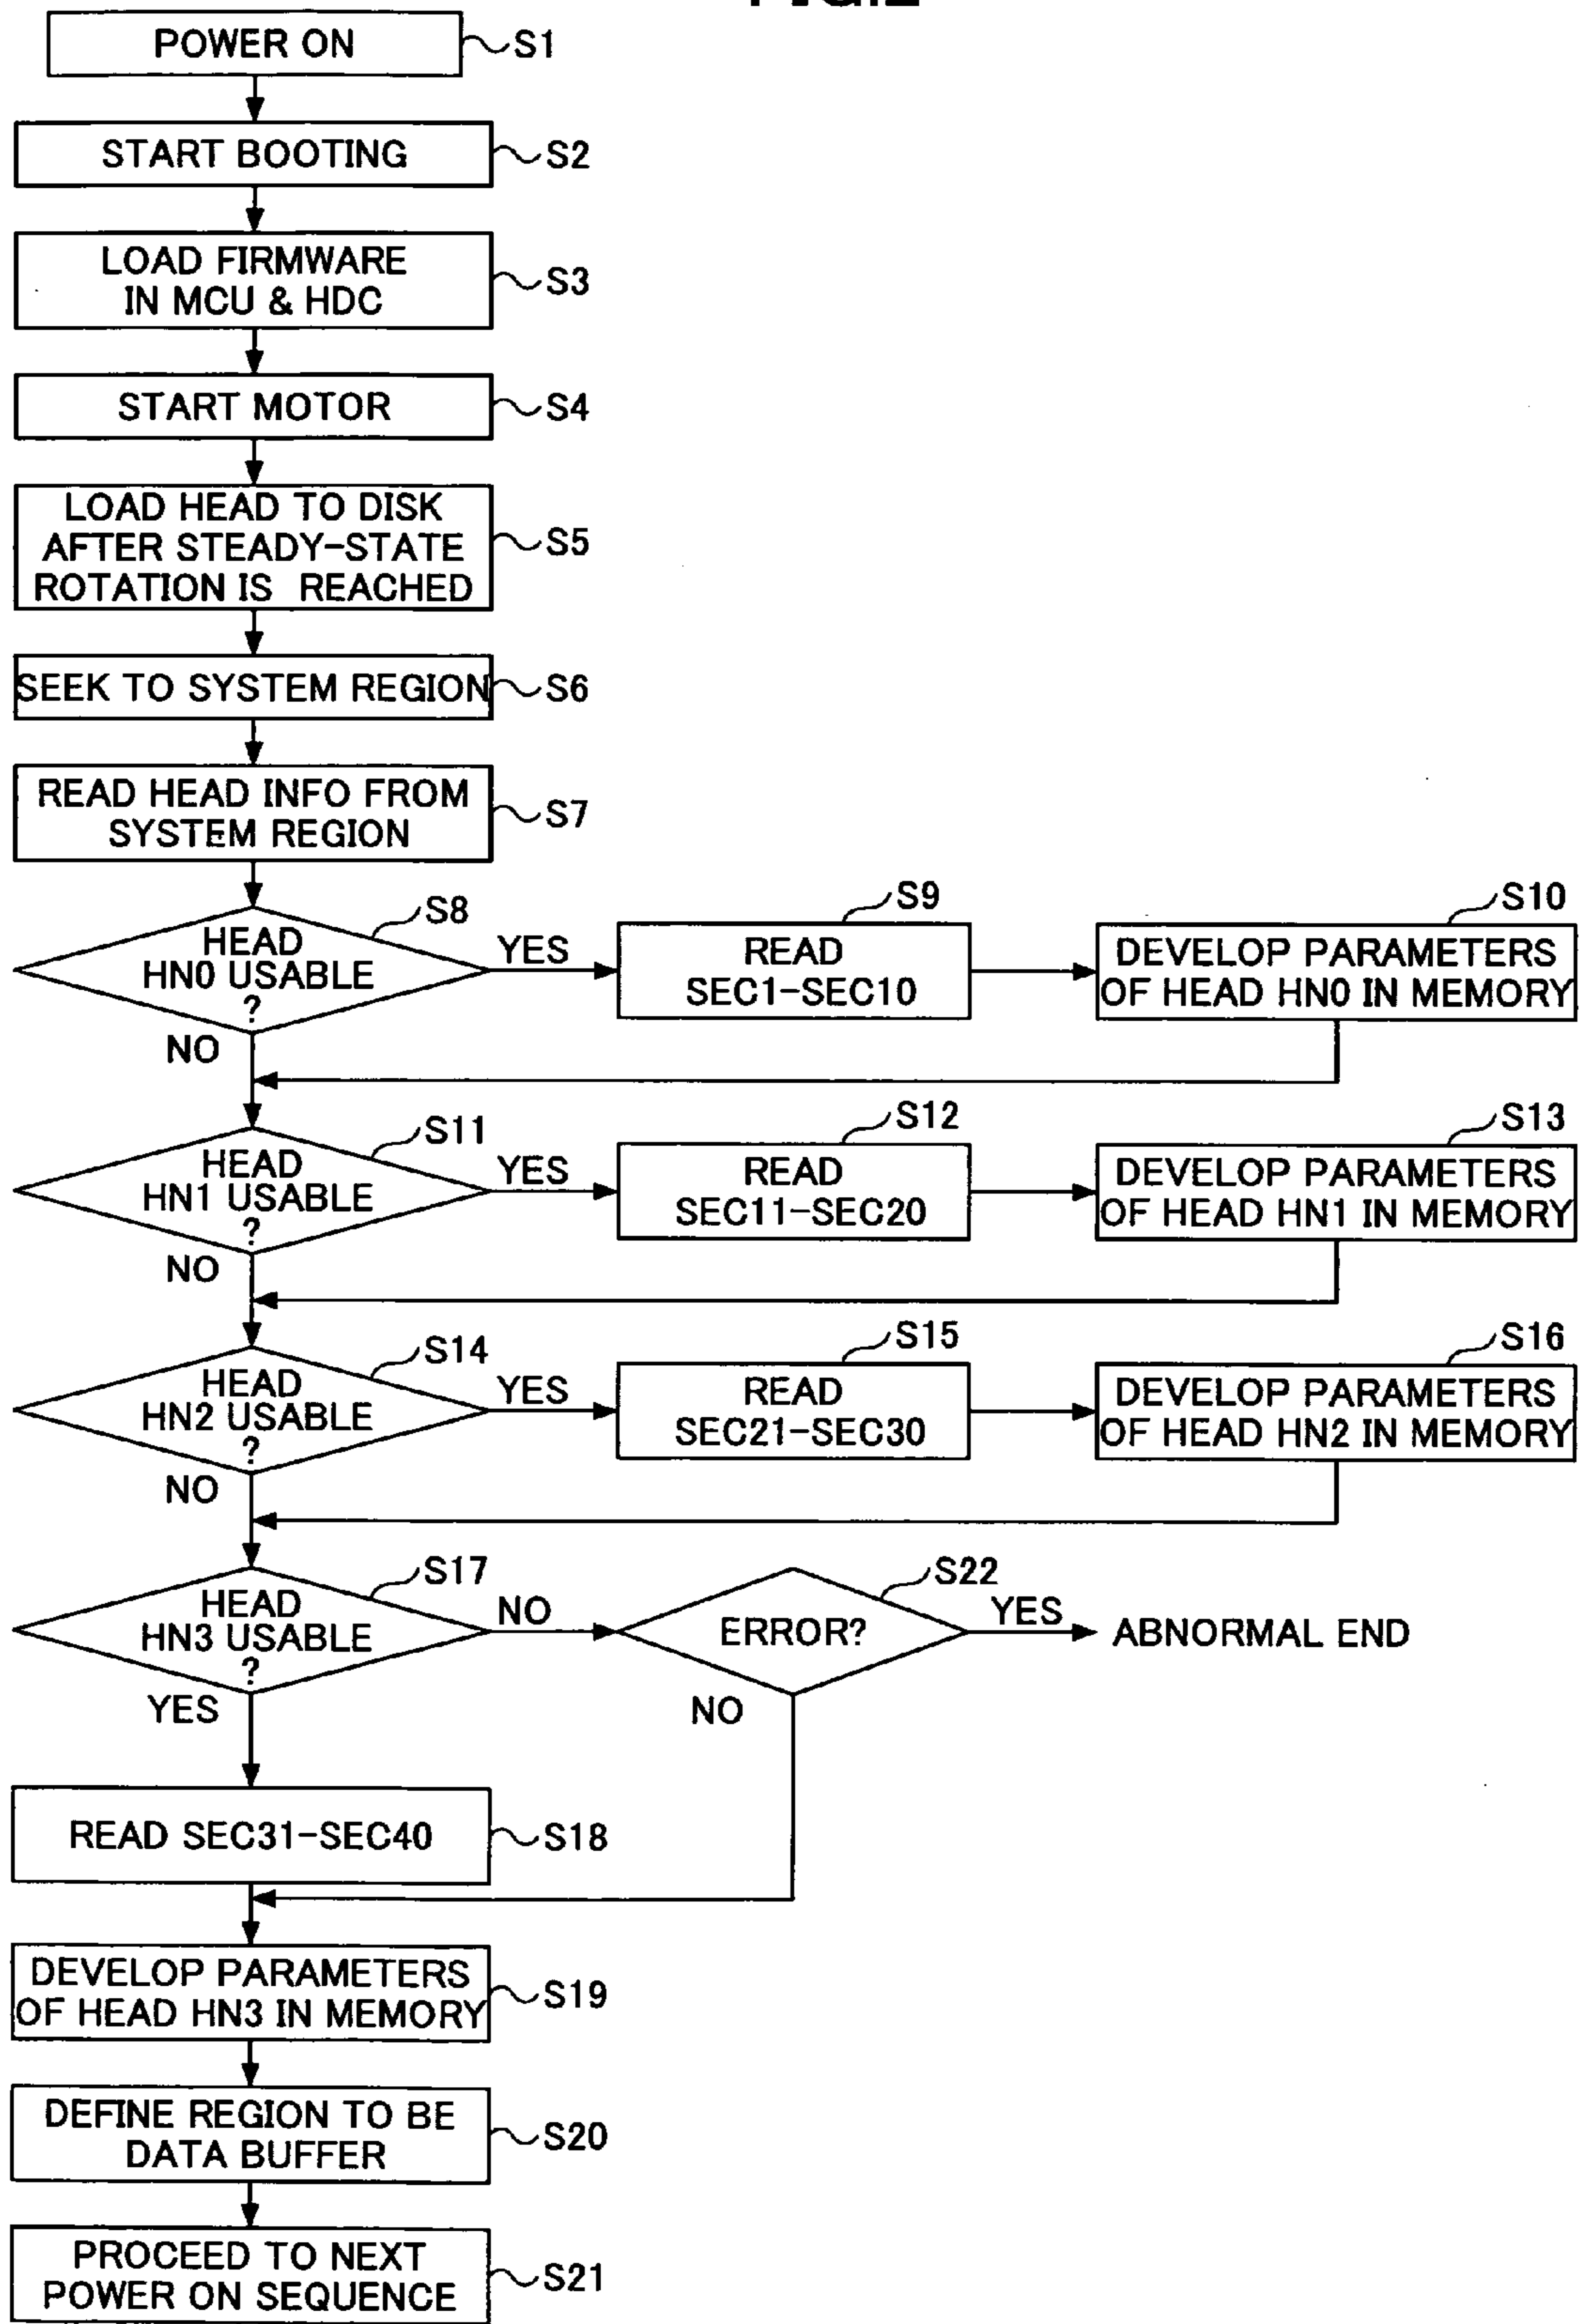 POWER ON
S1
START BOOTING
S2
LOAD FIRMWARE
IN MCU & HDC
S3
START MOTOR
S4
LOAD HEAD TO DISK
AFTER STEADY-STATE
ROTATION IS REACHED
S5
SEEK TO SYSTEM REGION
S6
READ HEAD INFO FROM
SYSTEM REGION
S7
S8
HEAD
HN0 USABLE
?
YES
NO
S9
READ
SEC1-SEC10
S10
DEVELOP PARAMETERS
OF HEAD HN0 IN MEMORY
S11
HEAD
HN1 USABLE
?
YES
NO
S12
READ
SEC11-SEC20
S13
DEVELOP PARAMETERS
OF HEAD HN1 IN MEMORY
S14
HEAD
HN2 USABLE
?
YES
NO
S15
READ
SEC21-SEC30
S16
DEVELOP PARAMETERS
OF HEAD HN2 IN MEMORY
S17
HEAD
HN3 USABLE
?
NO
YES
S22
ERROR?
YES
NO
ABNORMAL END
READ SEC31-SEC40
S18
DEVELOP PARAMETERS
OF HEAD HN3 IN MEMORY
S19
DEFINE REGION TO BE
DATA BUFFER
S20
PROCEED TO NEXT
POWER ON SEQUENCE
S21